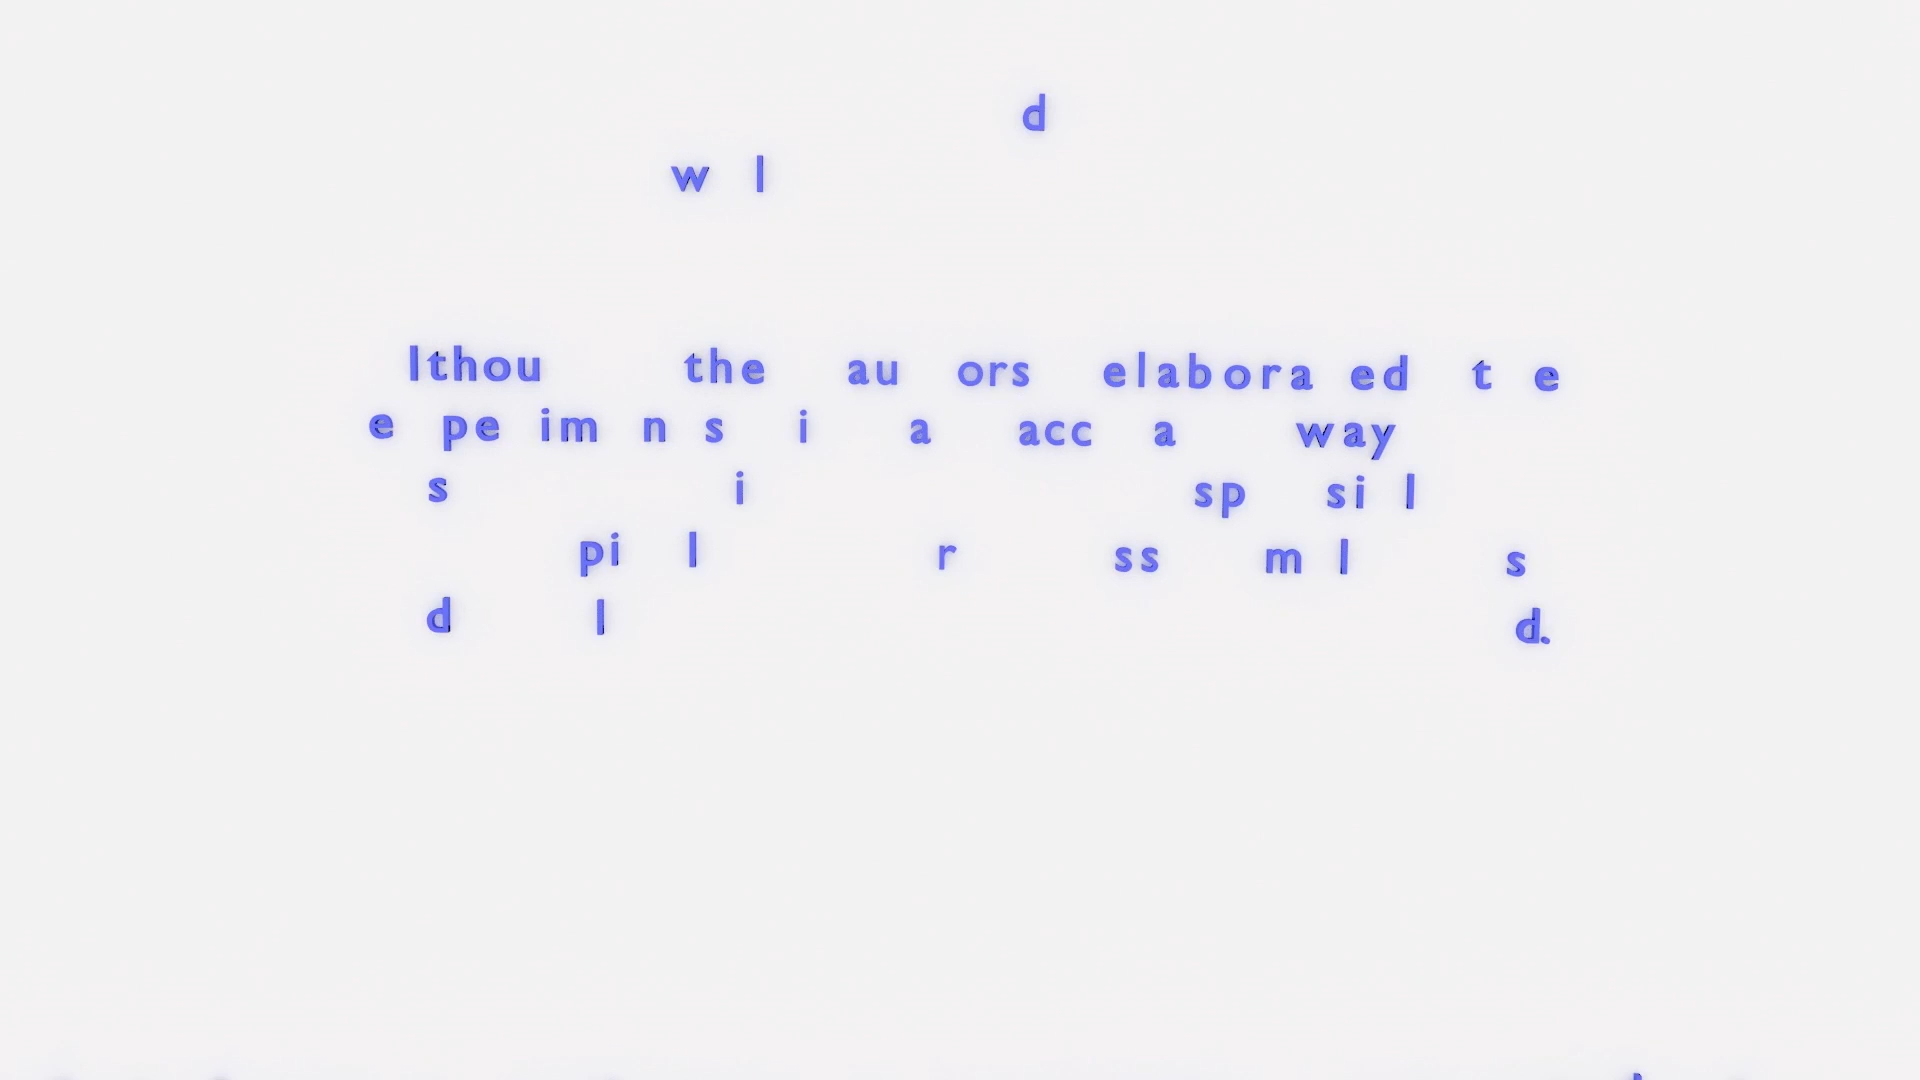 d
w l
lthou the au ors elabora ed t e
e pe im n s i a acc a way
s i sp si l
pi l r ss m l s
d l d.